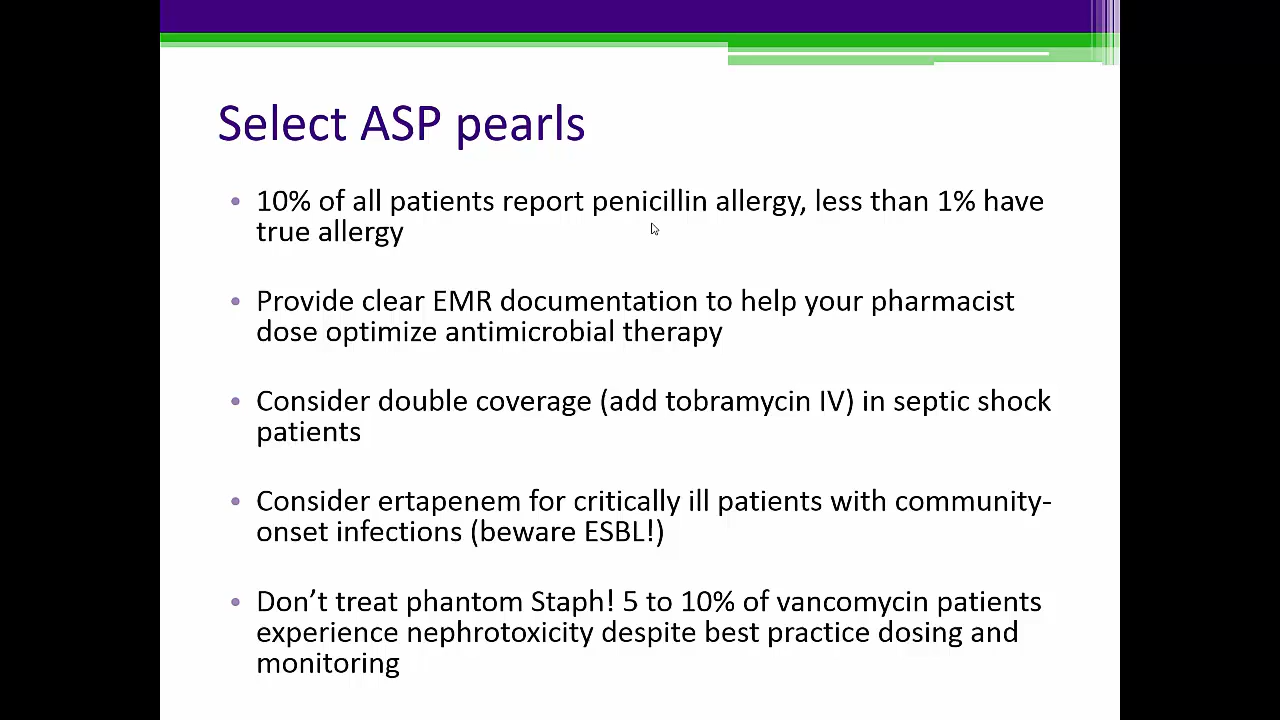 Select ASP pearls
• 10% of all patients report penicillin allergy, less than 1% have
true allergy
• Provide clear EMR documentation to help your pharmacist
dose optimize antimicrobial therapy
• Consider double coverage (add tobramycin IV) in septic shock
patients
• Consider ertapenem for critically ill patients with community-
onset infections (beware ESBL!)
• Don’t treat phantom Staph! 5 to 10% of vancomycin patients
experience nephrotoxicity despite best practice dosing and
monitoring